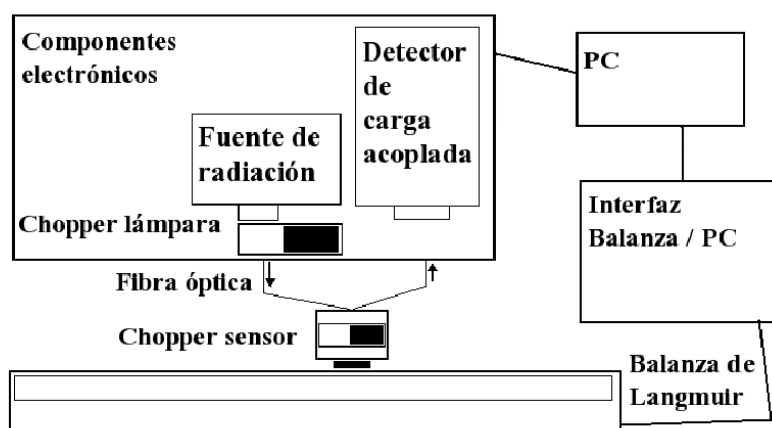 Componentes
electrónicos
Detector
de
carga
acoplada
PC
Fuente de
radiación
Chopper lámpara
Interfaz
Balanza / PC
Fibra óptica
Chopper sensor
Balanza de
Langmuir